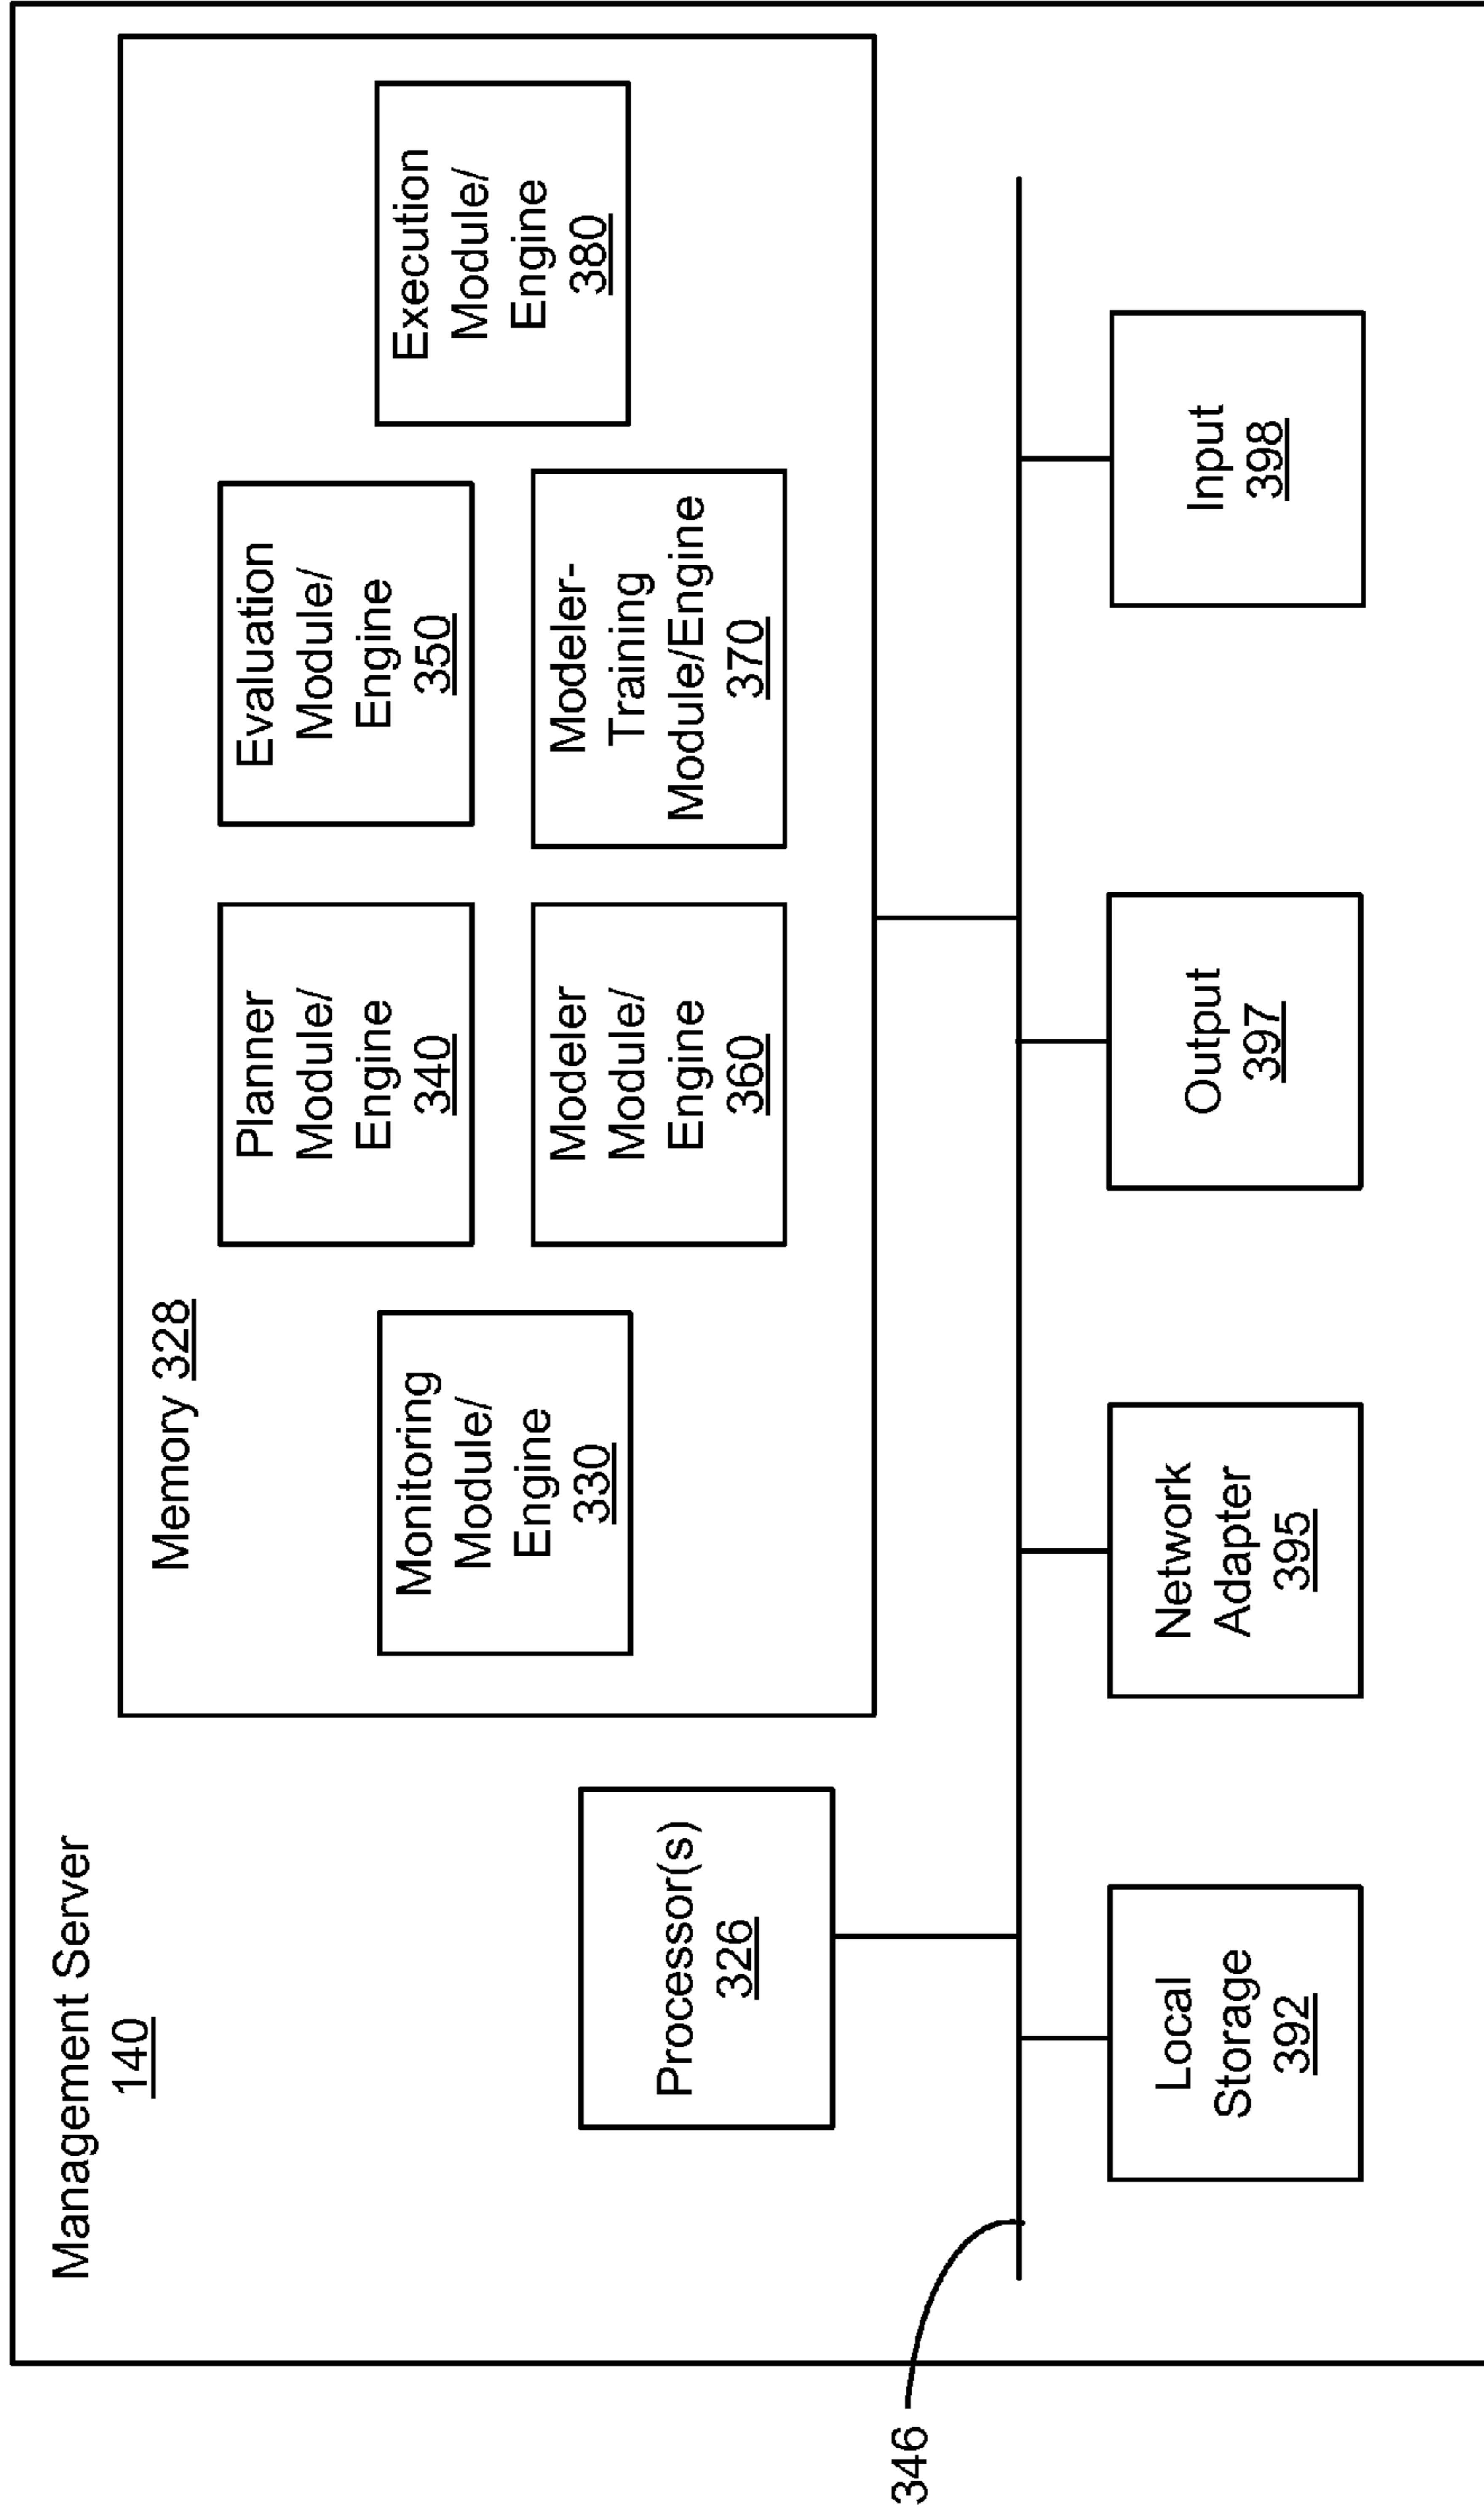 Management Server
140
Memory 328
Monitoring
Module/
Engine
330
Planner
Module/
Engine
340
Evaluation
Module/
Engine
350
Modeler
Module/
Engine
360
Modeler-
Training
Module/Engine
370
Execution
Module/
Engine
380
Processor(s)
326
346
Local
Storage
392
Network
Adapter
395
Output
397
Input
398